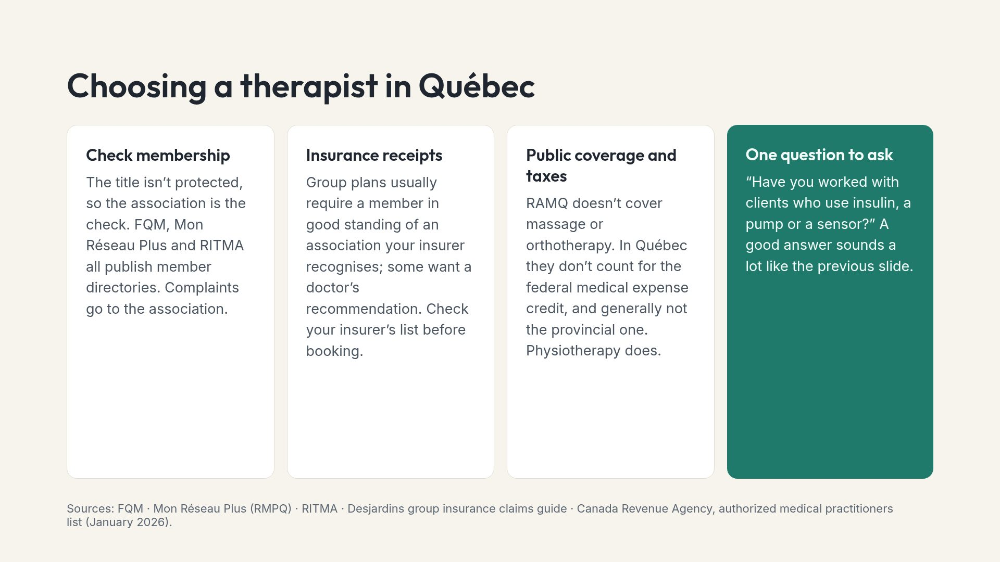 Choosing a therapist in Québec
Check membership
The title isn’t protected,
so the association is the
check. FQM, Mon
Réseau Plus and RITMA
all publish member
directories. Complaints
go to the association.
Insurance receipts
Group plans usually
require a member in
good standing of an
association your insurer
recognises; some want a
doctor’s
recommendation. Check
your insurer’s list before
booking.
Public coverage and
taxes
RAMQ doesn’t cover
massage or
orthotherapy. In Québec
they don’t count for the
federal medical expense
credit, and generally not
the provincial one.
Physiotherapy does.
One question to ask
“Have you worked with
clients who use insulin, a
pump or a sensor?” A
good answer sounds a
lot like the previous slide.
Sources: FQM · Mon Réseau Plus (RMPQ) · RITMA · Desjardins group insurance claims guide · Canada Revenue Agency, authorized medical practitioners
list (January 2026).